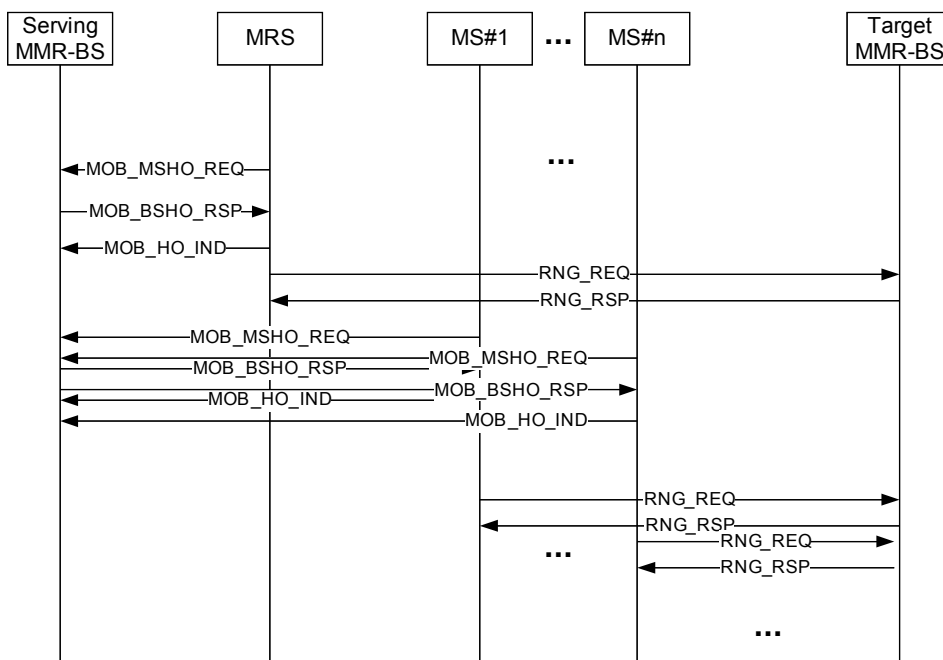 Serving
MMR-BS
MRS
MS#1
...
MS#n
Target
MMR-BS
...
MOB_MSHO_REQ
MOB_BSHO_RSP
MOB_HO_IND
RNG_REQ
RNG_RSP
MOB_MSHO_REQ
MOB_MSHO_REQ
MOB_BSHO_RSP
MOB_BSHO_RSP
MOB_HO_IND
MOB_HO_IND
RNG_REQ
RNG_RSP
RNG_REQ
...
RNG_RSP
...